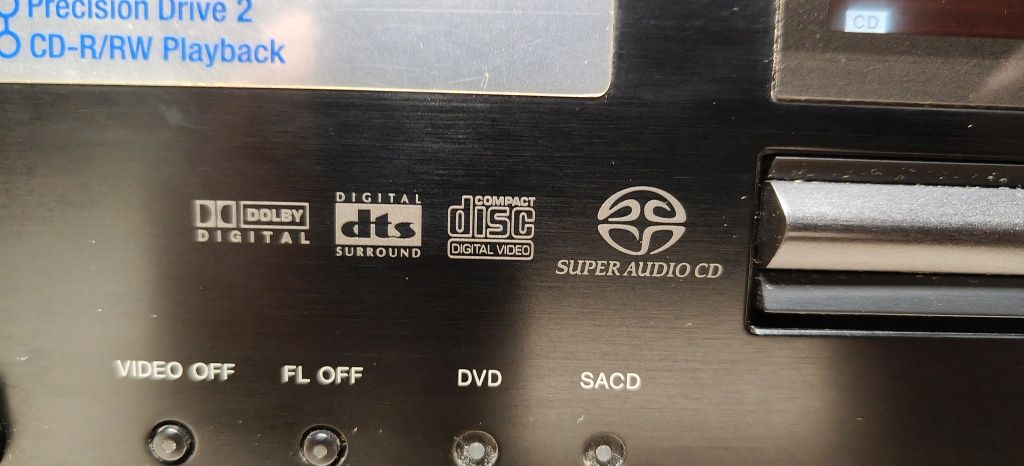 Precision Drive 2
CD-R/RW Playback
CD
DOLBY
DIGITAL
DIGITAL
dts
SURROUND
COMPACT
disc
DIGITAL VIDEO
SUPER AUDIO CD
VIDEO OFF
FL OFF
DVD
SACD